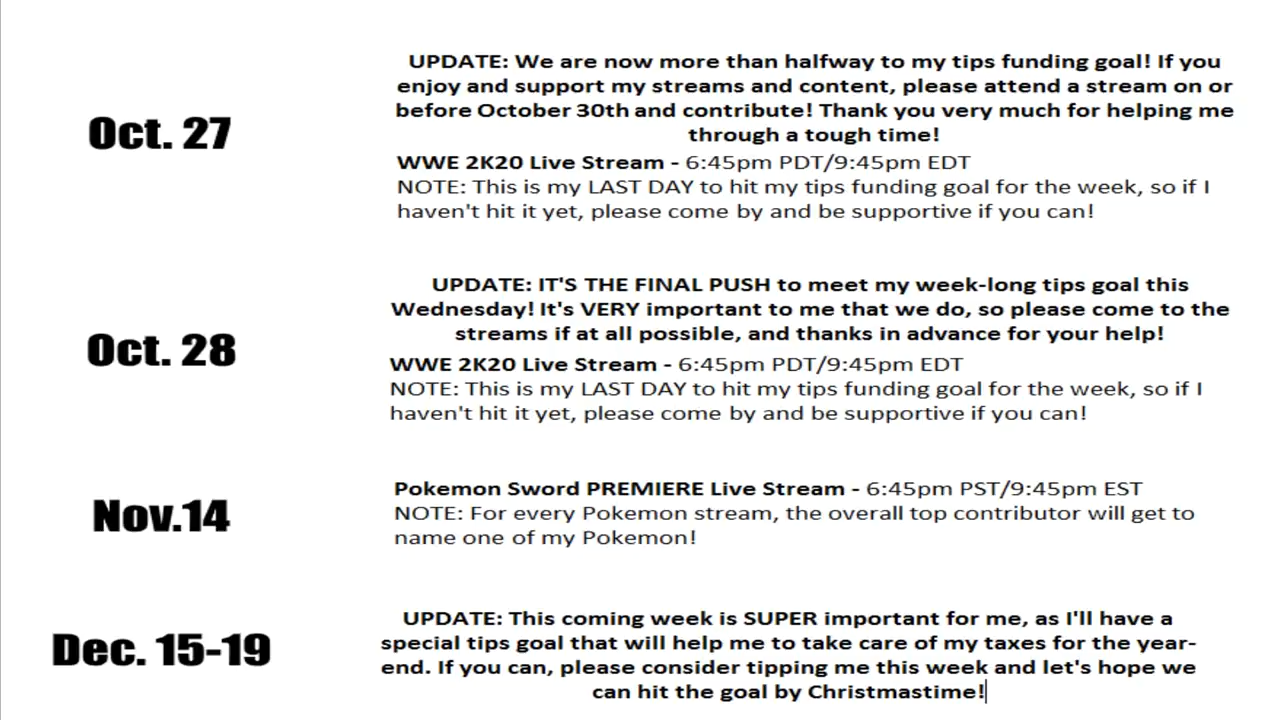 Oct. 27
UPDATE: We are now more than halfway to my tips funding goal! If you
enjoy and support my streams and content, please attend a stream on or
before October 30th and contribute! Thank you very much for helping me
through a tough time!
WWE 2K20 Live Stream - 6:45pm PDT/9:45pm EDT
NOTE: This is my LAST DAY to hit my tips funding goal for the week, so if I
haven't hit it yet, please come by and be supportive if you can!
Oct. 28
UPDATE: IT'S THE FINAL PUSH to meet my week-long tips goal this
Wednesday! It's VERY important to me that we do, so please come to the
streams if at all possible, and thanks in advance for your help!
WWE 2K20 Live Stream - 6:45pm PDT/9:45pm EDT
NOTE: This is my LAST DAY to hit my tips funding goal for the week, so if I
haven't hit it yet, please come by and be supportive if you can!
Nov.14
Pokemon Sword PREMIERE Live Stream - 6:45pm PST/9:45pm EST
NOTE: For every Pokemon stream, the overall top contributor will get to
name one of my Pokemon!
Dec. 15-19
UPDATE: This coming week is SUPER important for me, as I'll have a
special tips goal that will help me to take care of my taxes for the year-
end. If you can, please consider tipping me this week and let's hope we
can hit the goal by Christmastime!